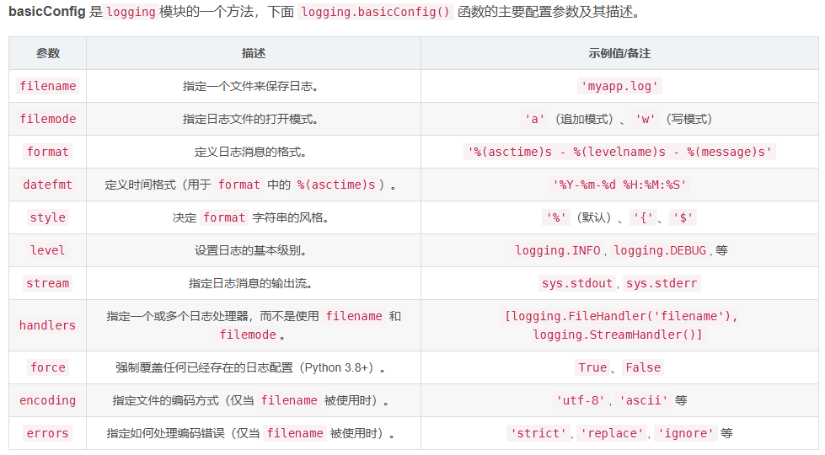 basicConfig 是 logging 模块的一个方法，下面 logging.basicConfig() 函数的主要配置参数及其描述。
参数 描述 示例值/备注
filename 指定一个文件来保存日志。 'myapp.log'
filemode 指定日志文件的打开模式。 'a'（追加模式）、'w'（写模式）
format 定义日志消息的格式。 '%(asctime)s - %(levelname)s - %(message)s'
datefmt 定义时间格式（用于 format 中的 %(asctime)s ）。 '%Y-%m-%d %H:%M:%S'
style 决定 format 字符串的风格。 '%'（默认）、'{'、'$'
level 设置日志的基本级别。 logging.INFO , logging.DEBUG , 等
stream 指定日志消息的输出流。 sys.stdout , sys.stderr
handlers 指定一个或多个日志处理器，而不是使用 filename 和
filemode 。
[logging.FileHandler('filename'),
logging.StreamHandler()]
force 强制覆盖任何已经存在的日志配置（Python 3.8+）。 True 、 False
encoding 指定文件的编码方式（仅当 filename 被使用时）。 'utf-8' , 'ascii' 等
errors 指定如何处理编码错误（仅当 filename 被使用时）。 'strict' , 'replace' , 'ignore' 等